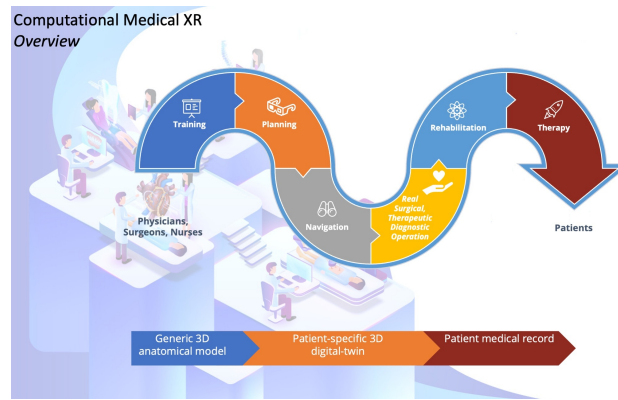 Computational Medical XR
Overview
Training
Planning
Navigation
Real
Surgical,
Therapeutic
Diagnostic
Operation
Rehabilitation
Therapy
Physicians,
Surgeons, Nurses
Patients
Generic 3D
anatomical model
Patient-specific 3D
digital-twin
Patient medical record